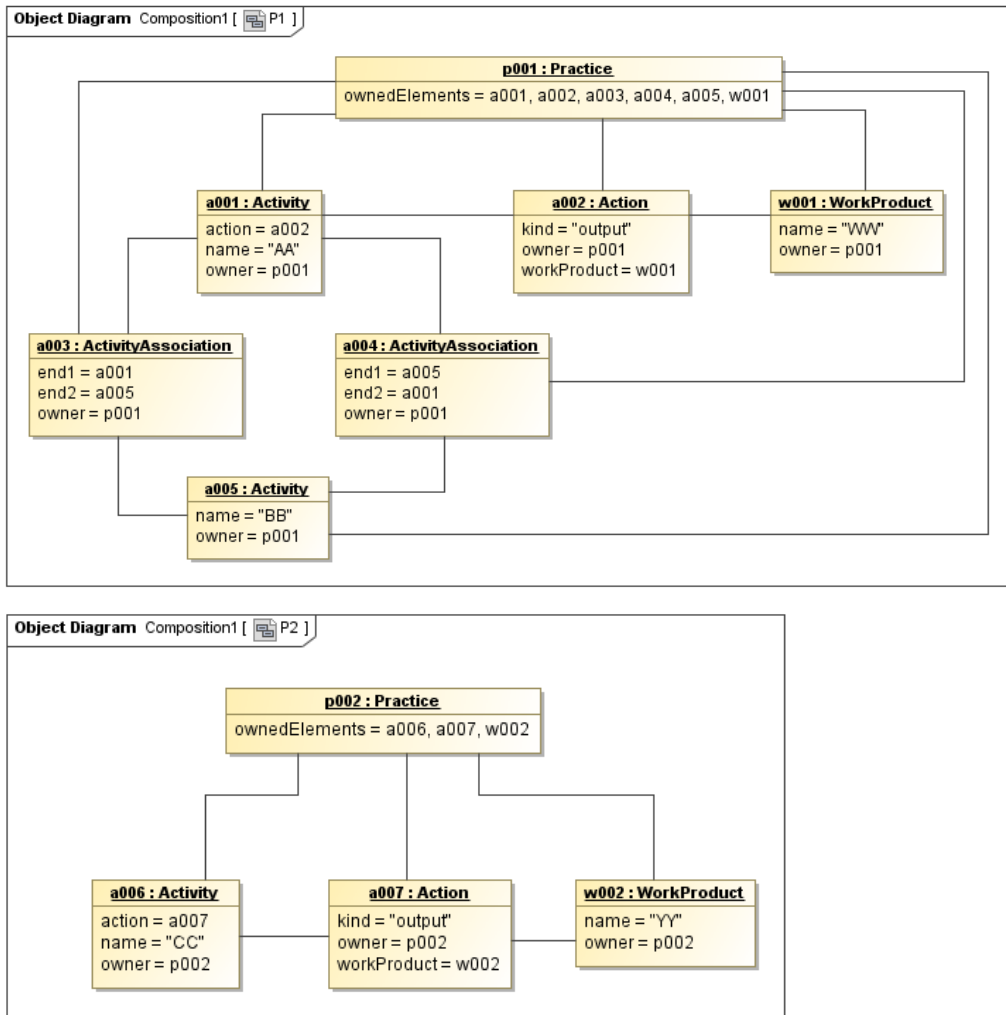 Object Diagram Composition1 [ P1 ]
p001 : Practice
ownedElements = a001, a002, a003, a004, a005, w001
a001 : Activity
action = a002
name = "AA"
owner = p001
a002 : Action
kind = "output"
owner = p001
workProduct = w001
w001 : WorkProduct
name = "WW"
owner = p001
a003 : ActivityAssociation
end1 = a001
end2 = a005
owner = p001
a004 : ActivityAssociation
end1 = a005
end2 = a001
owner = p001
a005 : Activity
name = "BB"
owner = p001
Object Diagram Composition1 [ P2 ]
p002 : Practice
ownedElements = a006, a007, w002
a006 : Activity
action = a007
name = "CC"
owner = p002
a007 : Action
kind = "output"
owner = p002
workProduct = w002
w002 : WorkProduct
name = "YY"
owner = p002